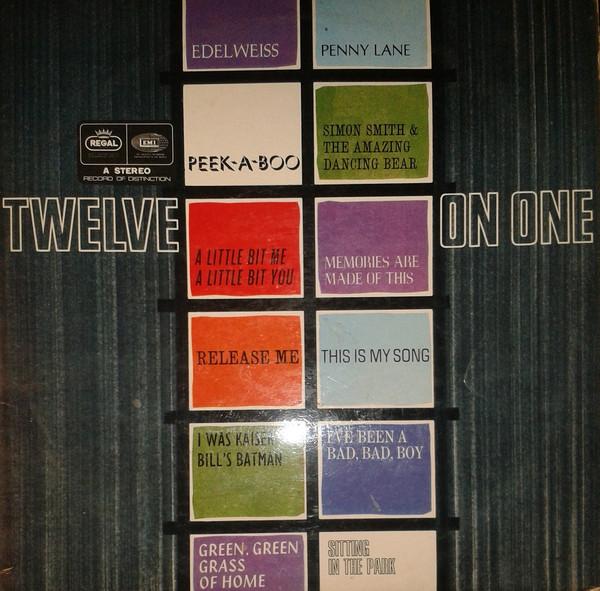 EDELWEISS
PENNY LANE
PEEK-A-BOO
SIMON SMITH &
THE AMAZING
DANCING BEAR
REGAL
EMI
A STEREO
RECORD OF DISTINCTION
TWELVE
ON ONE
A LITTLE BIT ME
A LITTLE BIT YOU
MEMORIES ARE
MADE OF THIS
RELEASE ME
THIS IS MY SONG
I WAS KAISER
BILL'S BATMAN
I'VE BEEN A
BAD, BAD, BOY
GREEN, GREEN
GRASS
OF HOME
SITTING
IN THE PARK